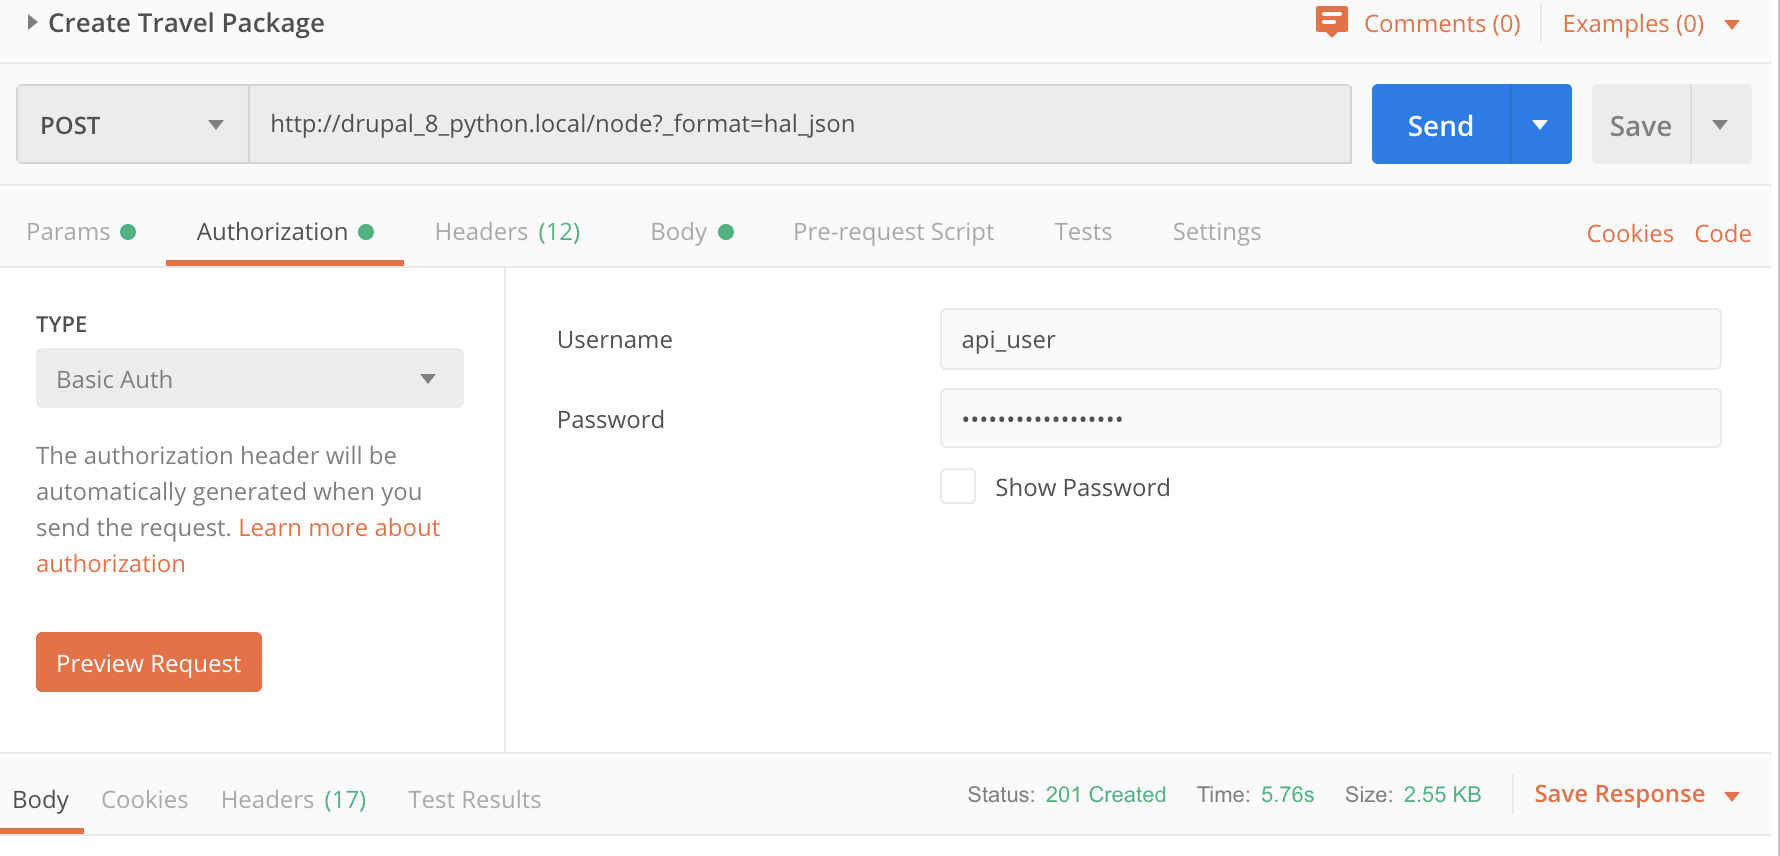 Create Travel Package
Comments (0) Examples (0)
POST http://drupal_8_python.local/node?_format=hal_json Send Save
Params Authorization Headers (12) Body Pre-request Script Tests Settings Cookies Code
TYPE
Basic Auth
The authorization header will be
automatically generated when you
send the request. Learn more about
authorization
Preview Request
Username api_user
Password ••••••••••••••••••
Show Password
Body Cookies Headers (17) Test Results Status: 201 Created Time: 5.76s Size: 2.55 KB Save Response